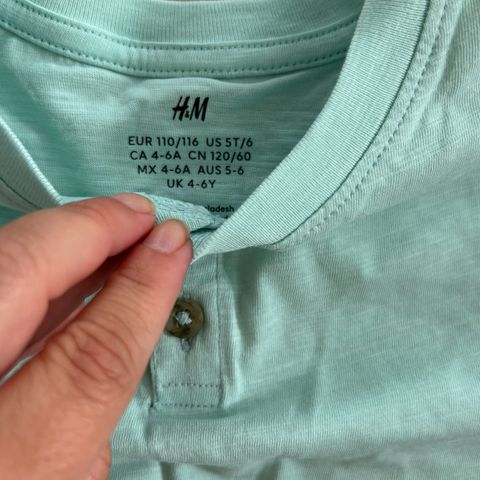 H&M
EUR 110/116 US 5T/6
CA 4-6A CN 120/60
MX 4-6A AUS 5-6
UK 4-6Y